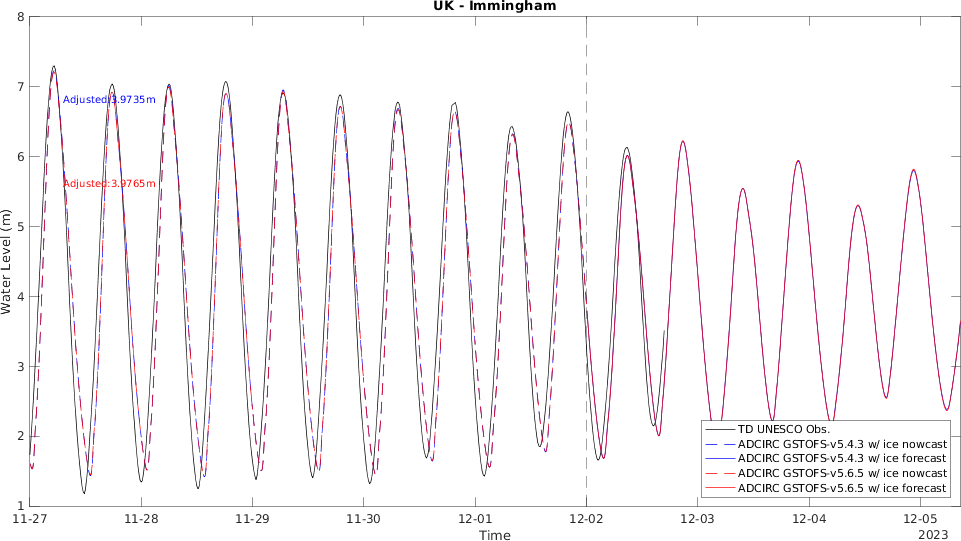 UK - Immingham
8
7
6
5
4
3
2
1
Water Level (m)
Adjusted:3.9735m
Adjusted:3.9765m
TD UNESCO Obs.
ADCIRC GSTOFS-v5.4.3 w/ ice nowcast
ADCIRC GSTOFS-v5.4.3 w/ ice forecast
ADCIRC GSTOFS-v5.6.5 w/ ice nowcast
ADCIRC GSTOFS-v5.6.5 w/ ice forecast
11-27 11-28 11-29 11-30 12-01 12-02 12-03 12-04 12-05
Time
2023